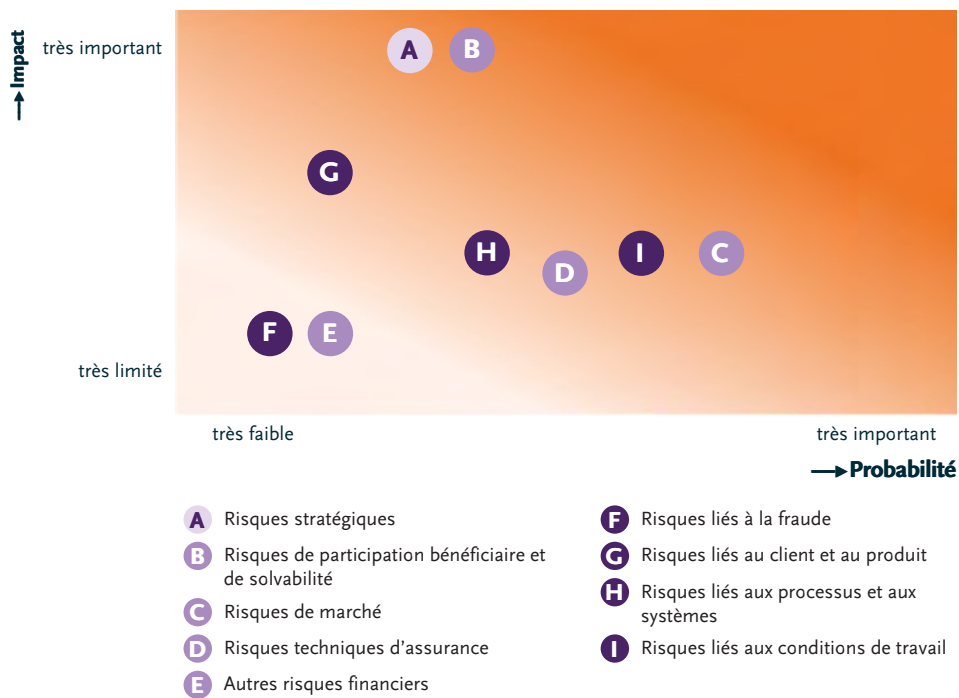 → Impact
très important
A
B
G
H
D
I
C
F
E
très limité
très faible
très important
→ Probabilité
A Risques stratégiques
B Risques de participation bénéficiaire et
de solvabilité
C Risques de marché
D Risques techniques d'assurance
E Autres risques financiers
F Risques liés à la fraude
G Risques liés au client et au produit
H Risques liés aux processus et aux
systèmes
I Risques liés aux conditions de travail